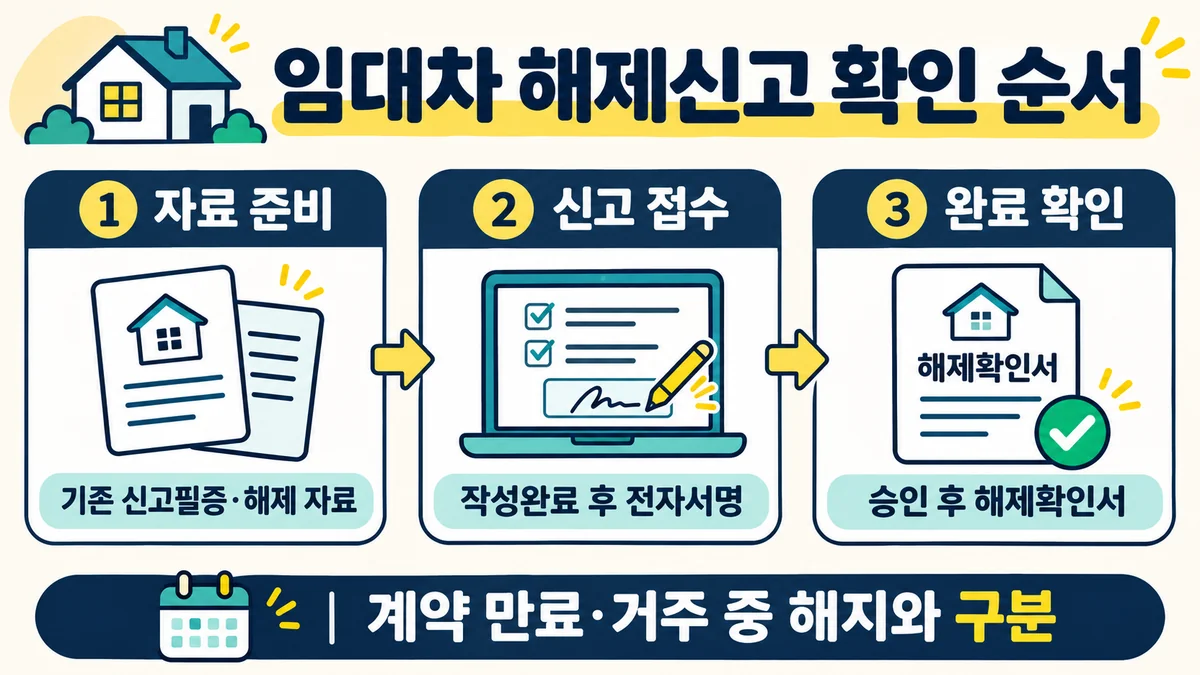 임대차 해제신고 확인 순서
1 자료 준비
기존 신고필증·해제 자료
2 신고 접수
작성완료 후 전자서명
3 완료 확인
해제확인서
승인 후 해제확인서
계약 만료·거주 중 해지와 구분